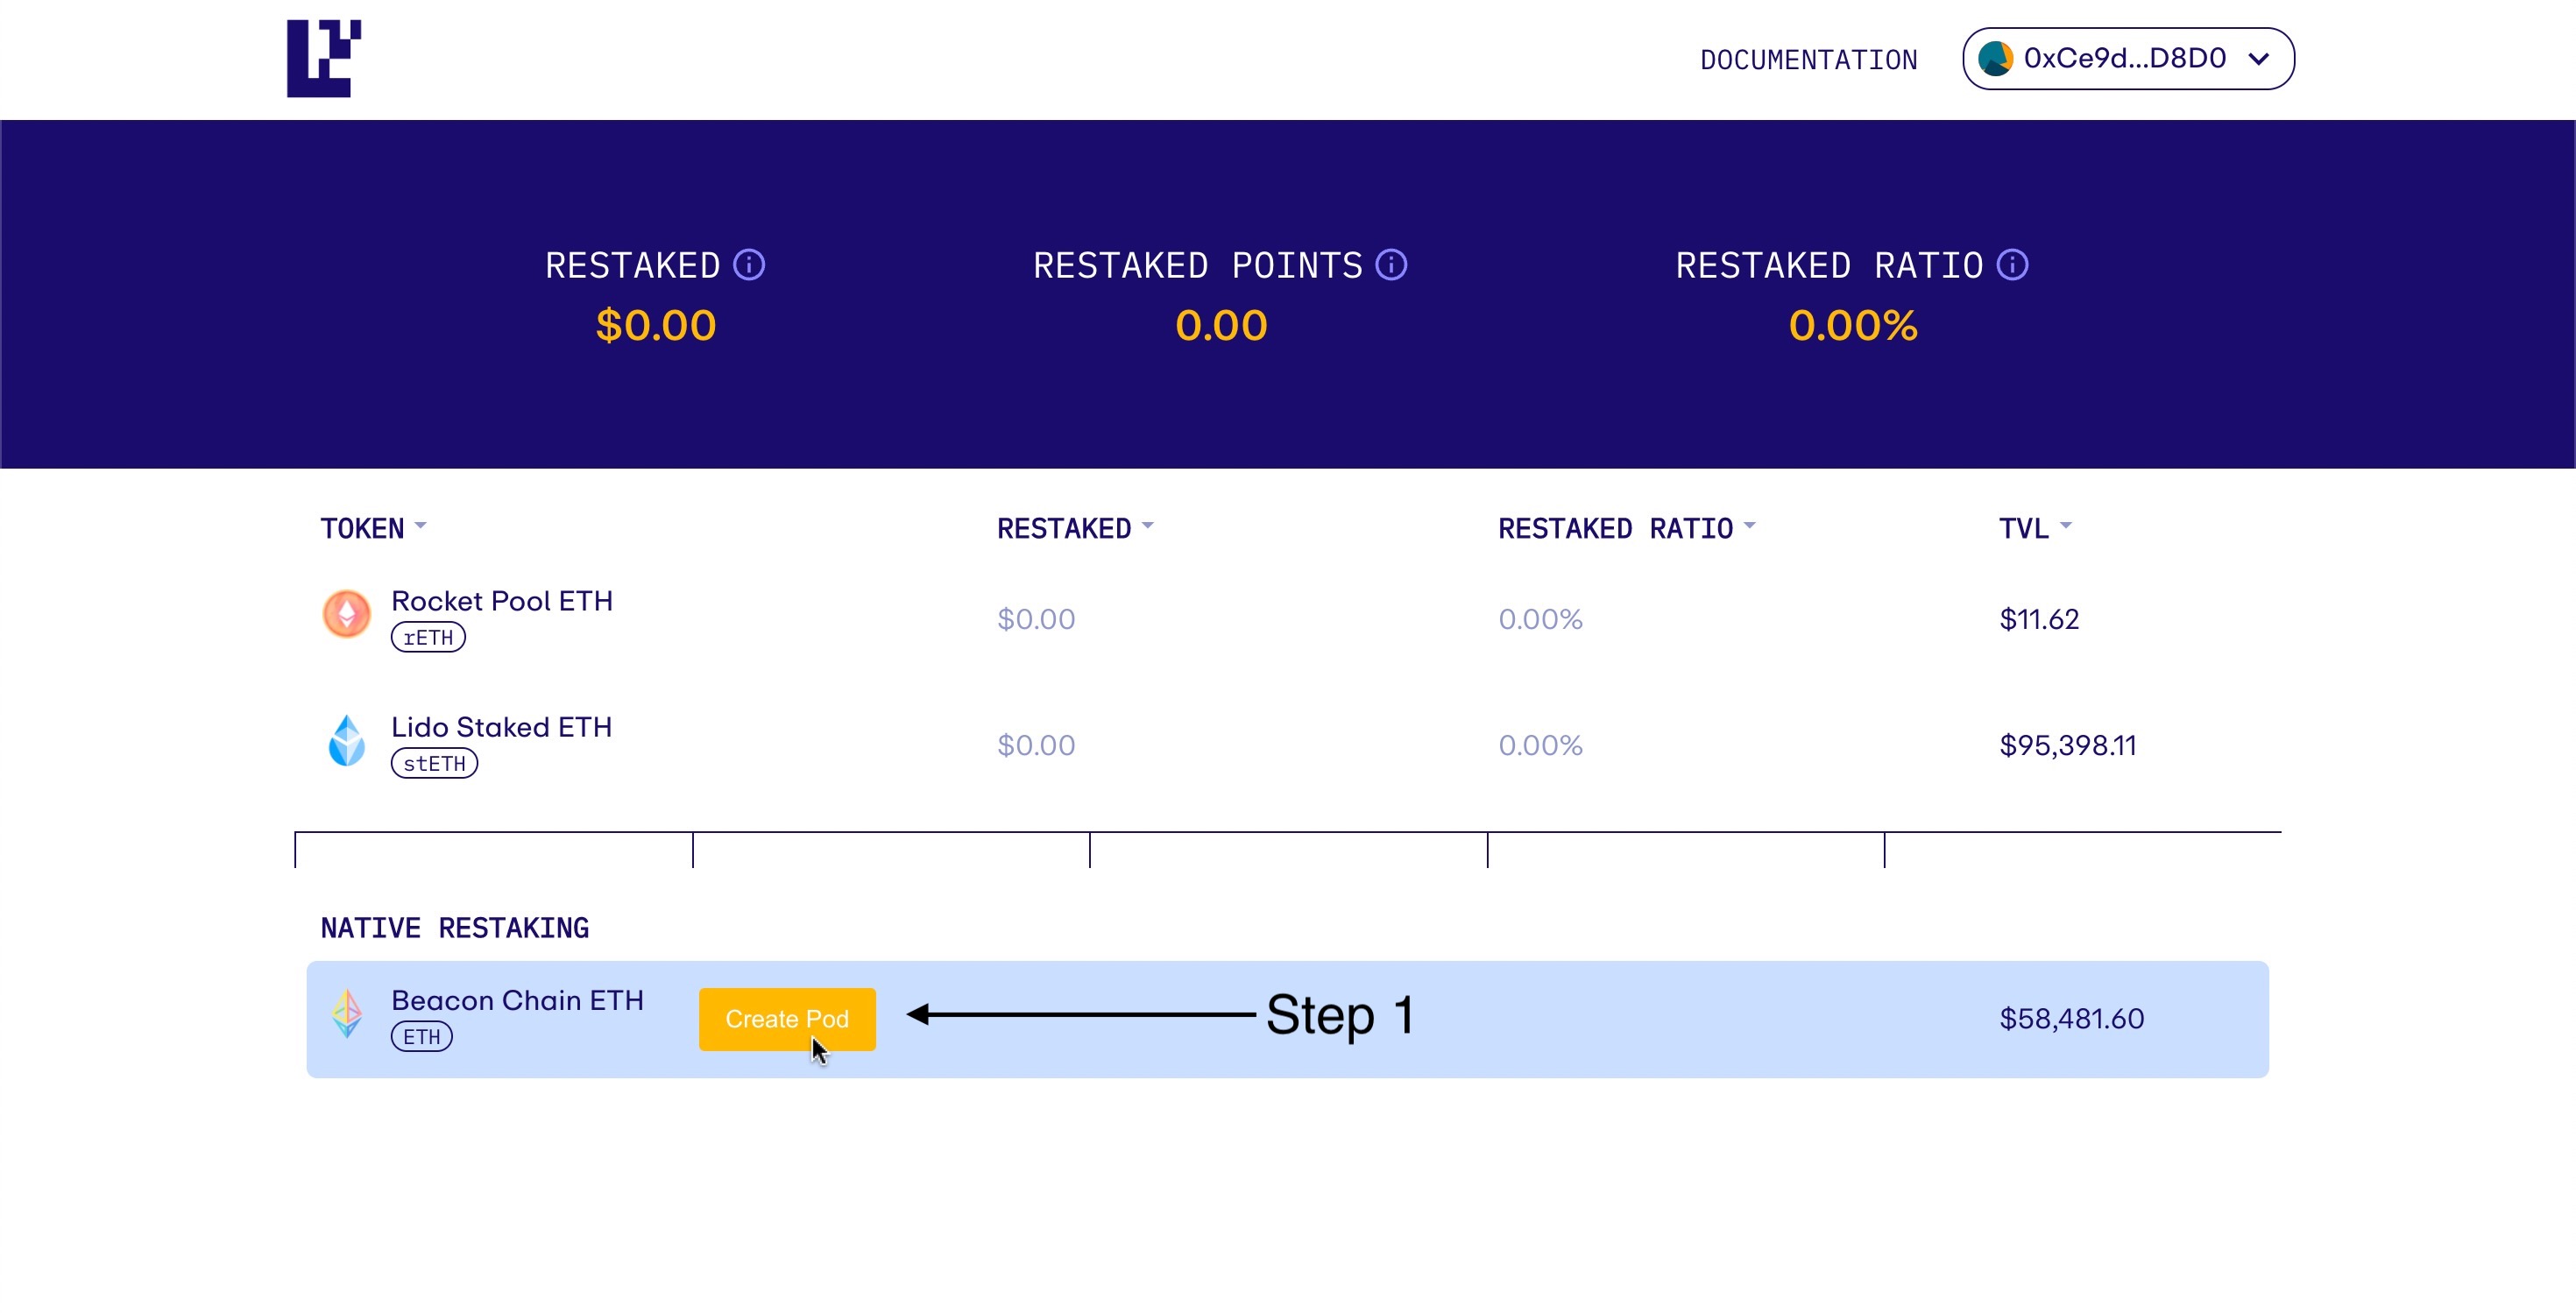 DOCUMENTATION 0xCe9d...D8D0
RESTAKED RESTAKED POINTS RESTAKED RATIO
$0.00 0.00 0.00%
TOKEN RESTAKED RESTAKED RATIO TVL
Rocket Pool ETH
rETH $0.00 0.00% $11.62
Lido Staked ETH
stETH $0.00 0.00% $95,398.11
NATIVE RESTAKING
Beacon Chain ETH
ETH Create Pod Step 1 $58,481.60